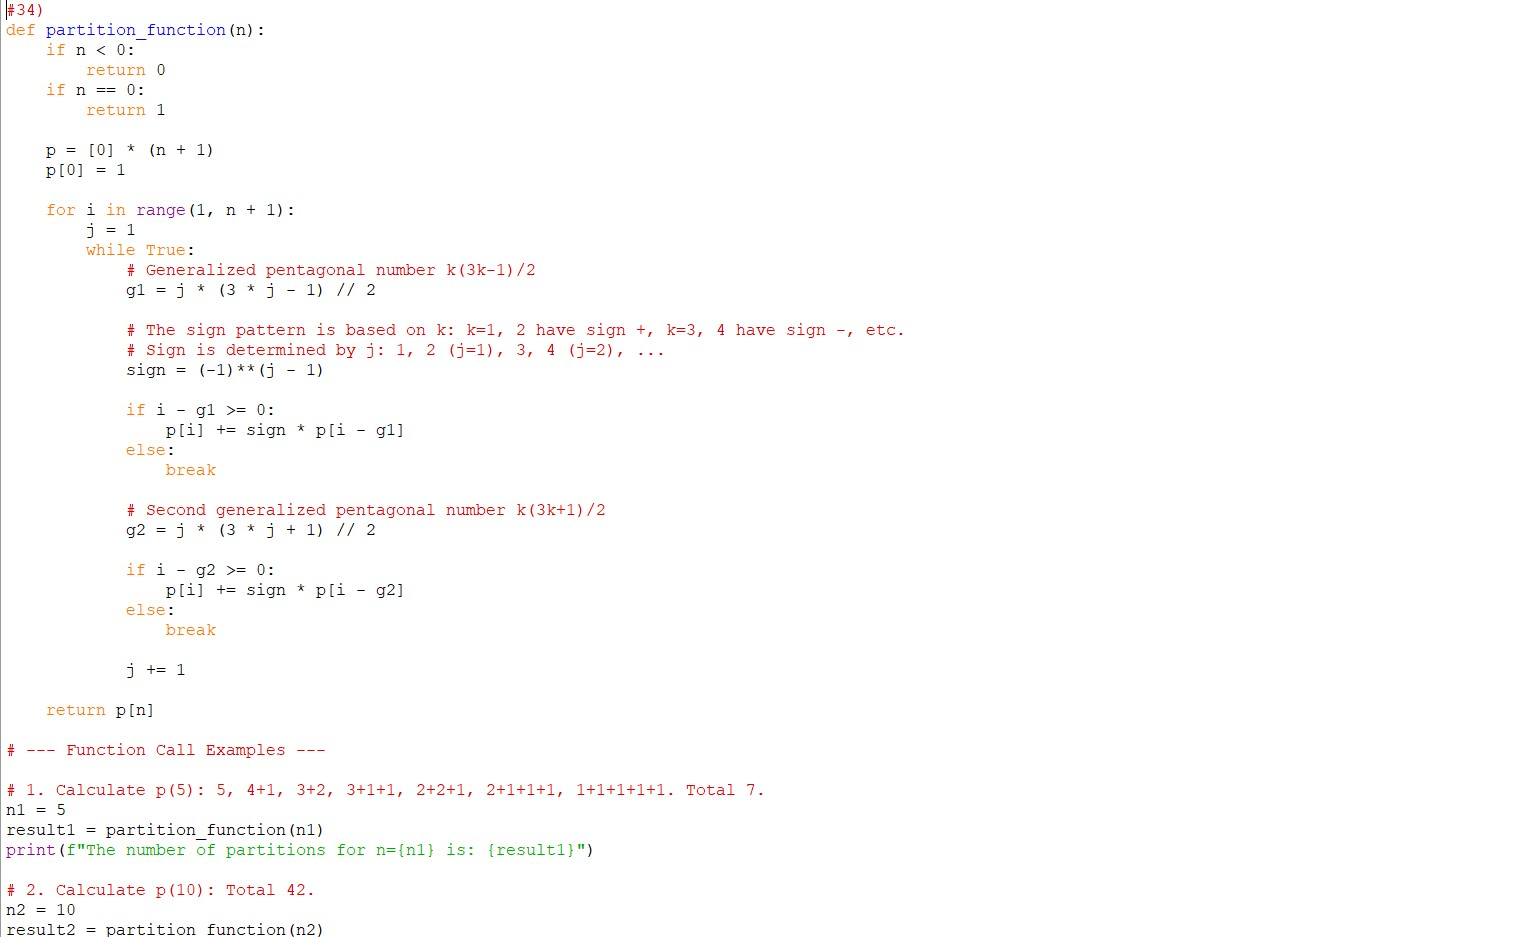 #34)
def partition_function(n):
    if n < 0:
        return 0
    if n == 0:
        return 1

    p = [0] * (n + 1)
    p[0] = 1

    for i in range(1, n + 1):
        j = 1
        while True:
            # Generalized pentagonal number k(3k-1)/2
            g1 = j * (3 * j - 1) // 2

            # The sign pattern is based on k: k=1, 2 have sign +, k=3, 4 have sign -, etc.
            # Sign is determined by j: 1, 2 (j=1), 3, 4 (j=2), ...
            sign = (-1)**(j - 1)

            if i - g1 >= 0:
                p[i] += sign * p[i - g1]
            else:
                break

            # Second generalized pentagonal number k(3k+1)/2
            g2 = j * (3 * j + 1) // 2

            if i - g2 >= 0:
                p[i] += sign * p[i - g2]
            else:
                break

            j += 1

    return p[n]

# --- Function Call Examples ---

# 1. Calculate p(5): 5, 4+1, 3+2, 3+1+1, 2+2+1, 2+1+1+1, 1+1+1+1+1. Total 7.
n1 = 5
result1 = partition_function(n1)
print(f"The number of partitions for n={n1} is: {result1}")

# 2. Calculate p(10): Total 42.
n2 = 10
result2 = partition_function(n2)